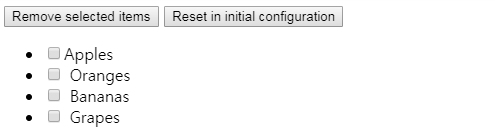 Remove selected items Reset in initial configuration
Apples
Oranges
Bananas
Grapes